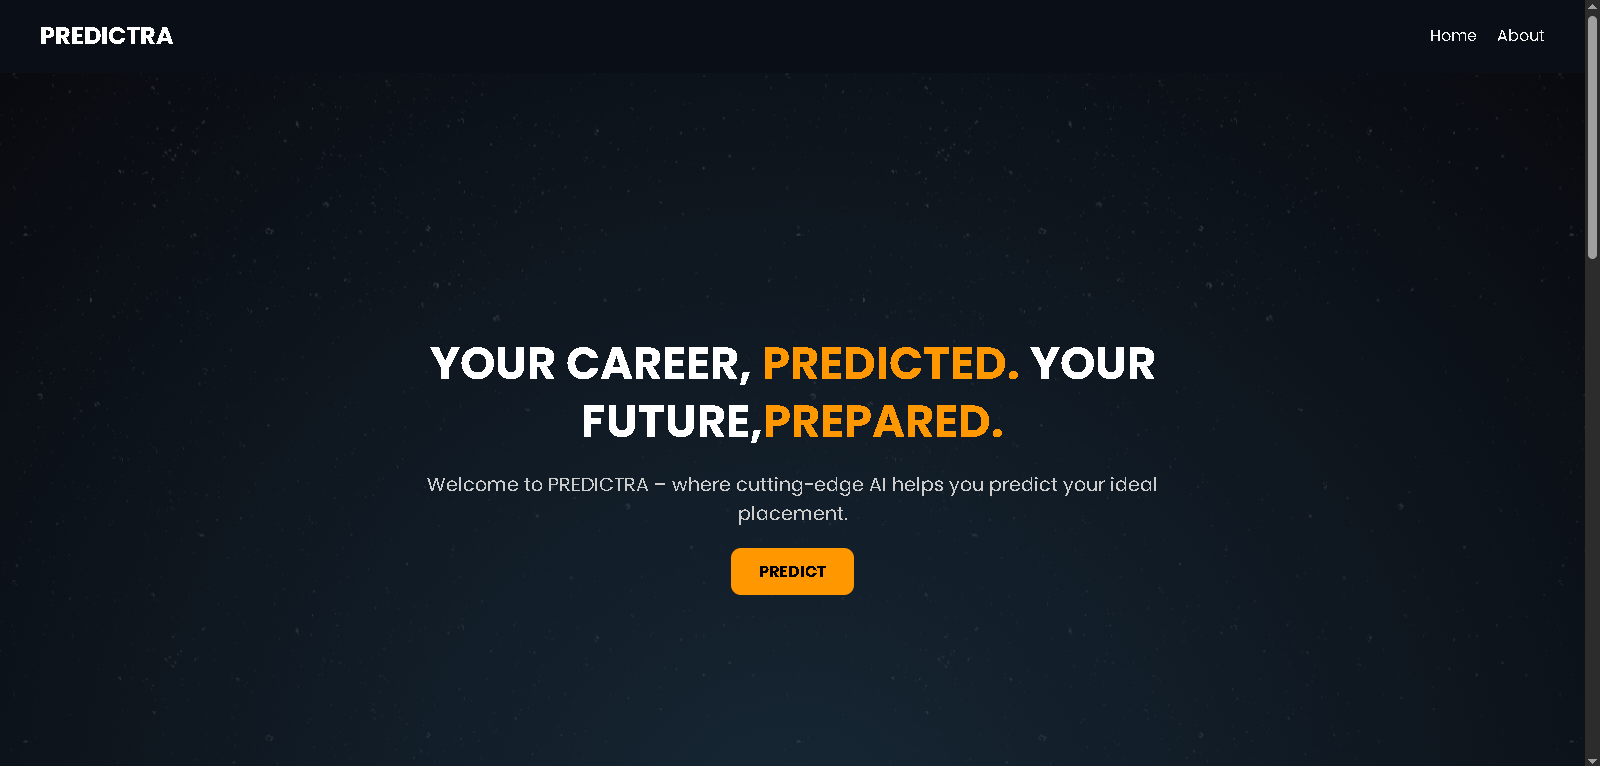 PREDICTRA
Home About
YOUR CAREER, PREDICTED. YOUR
FUTURE,PREPARED.
Welcome to PREDICTRA – where cutting-edge AI helps you predict your ideal
placement.
PREDICT